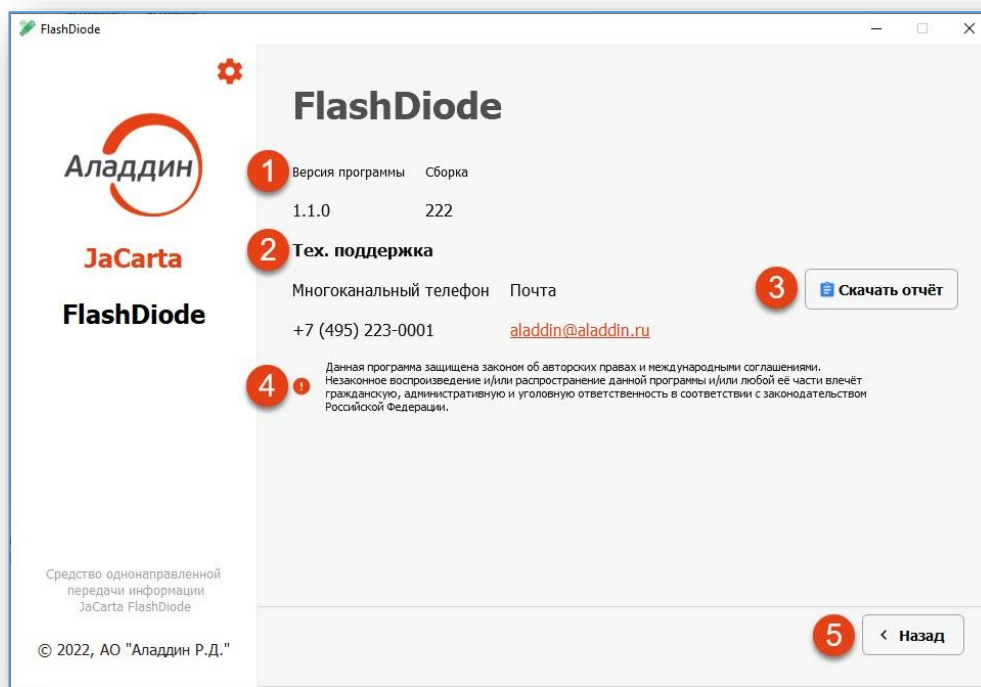 FlashDiode
Аладдин
JaCarta
FlashDiode
Средство однонаправленной
передачи информации
JaCarta FlashDiode
© 2022, АО "Аладдин Р.Д."
FlashDiode
1 Версия программы Сборка
1.1.0 222
2 Тех. поддержка
Многоканальный телефон Почта
+7 (495) 223-0001 aladdin@aladdin.ru
3 Скачать отчёт
4 Данная программа защищена законом об авторских правах и международными соглашениями.
Незаконное воспроизведение и/или распространение данной программы и/или любой её части влечёт
гражданскую, административную и уголовную ответственность в соответствии с законодательством
Российской Федерации.
5 Назад